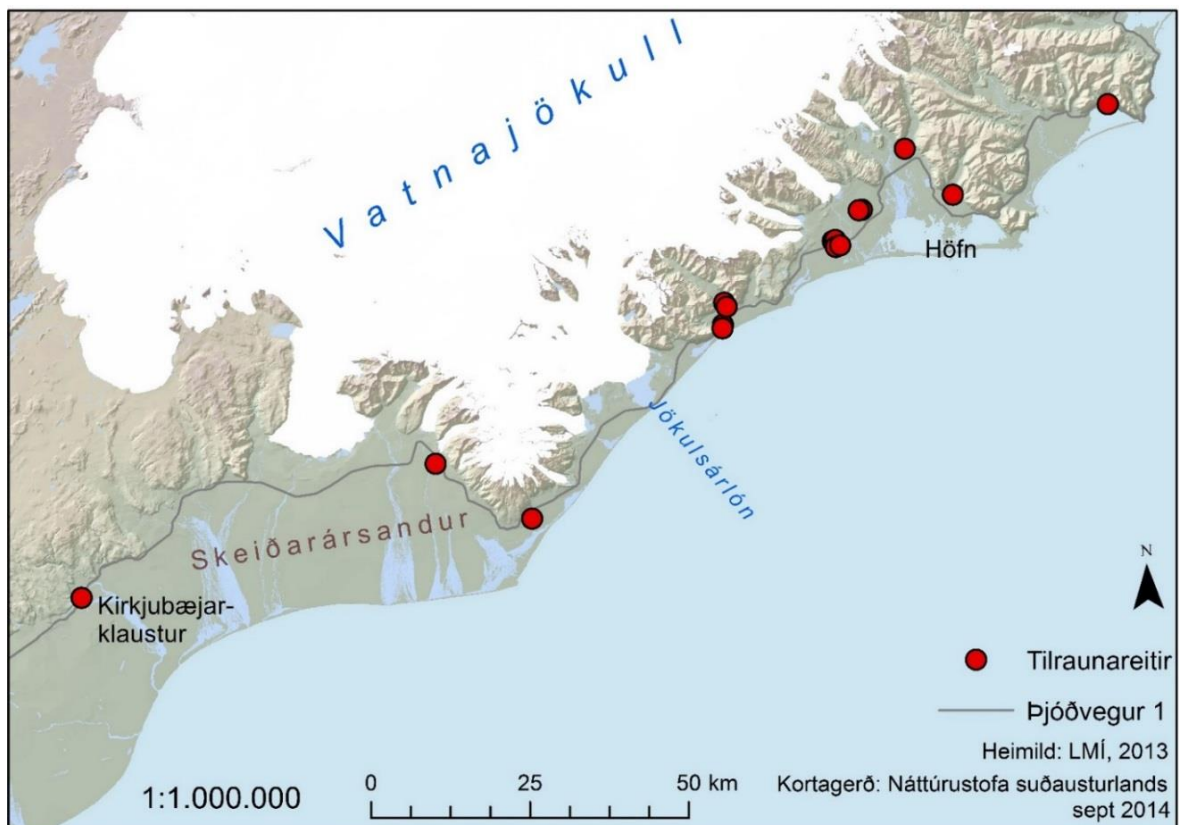 Vatnajökull
Höfn
Jökulsárlón
Skeiðarársandur
Kirkjubæjar-
klaustur
N
Tilraunareitir
Þjóðvegur 1
Heimild: LMÍ, 2013
Kortagerð: Náttúrustofa suðausturlands
sept 2014
0 25 50 km
1:1.000.000